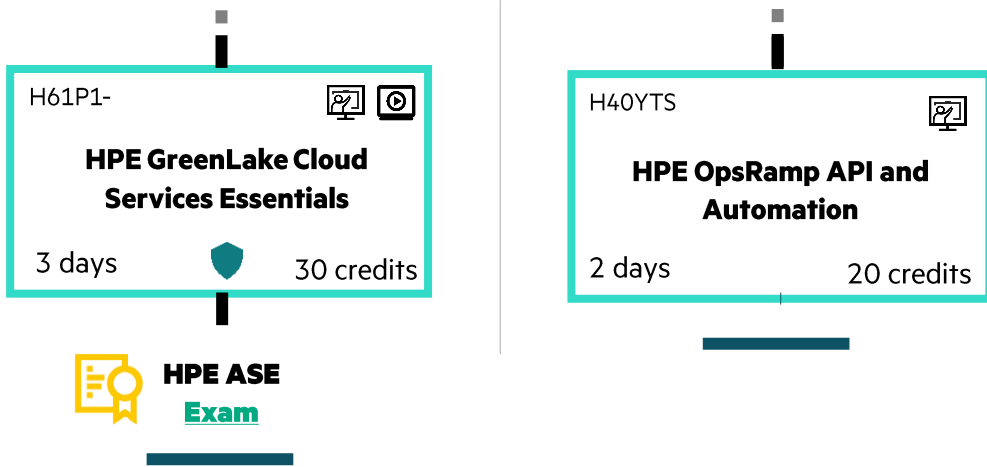 H61P1-
HPE GreenLake Cloud
Services Essentials
3 days
30 credits
HPE ASE
Exam
H40YTS
HPE OpsRamp API and
Automation
2 days
20 credits